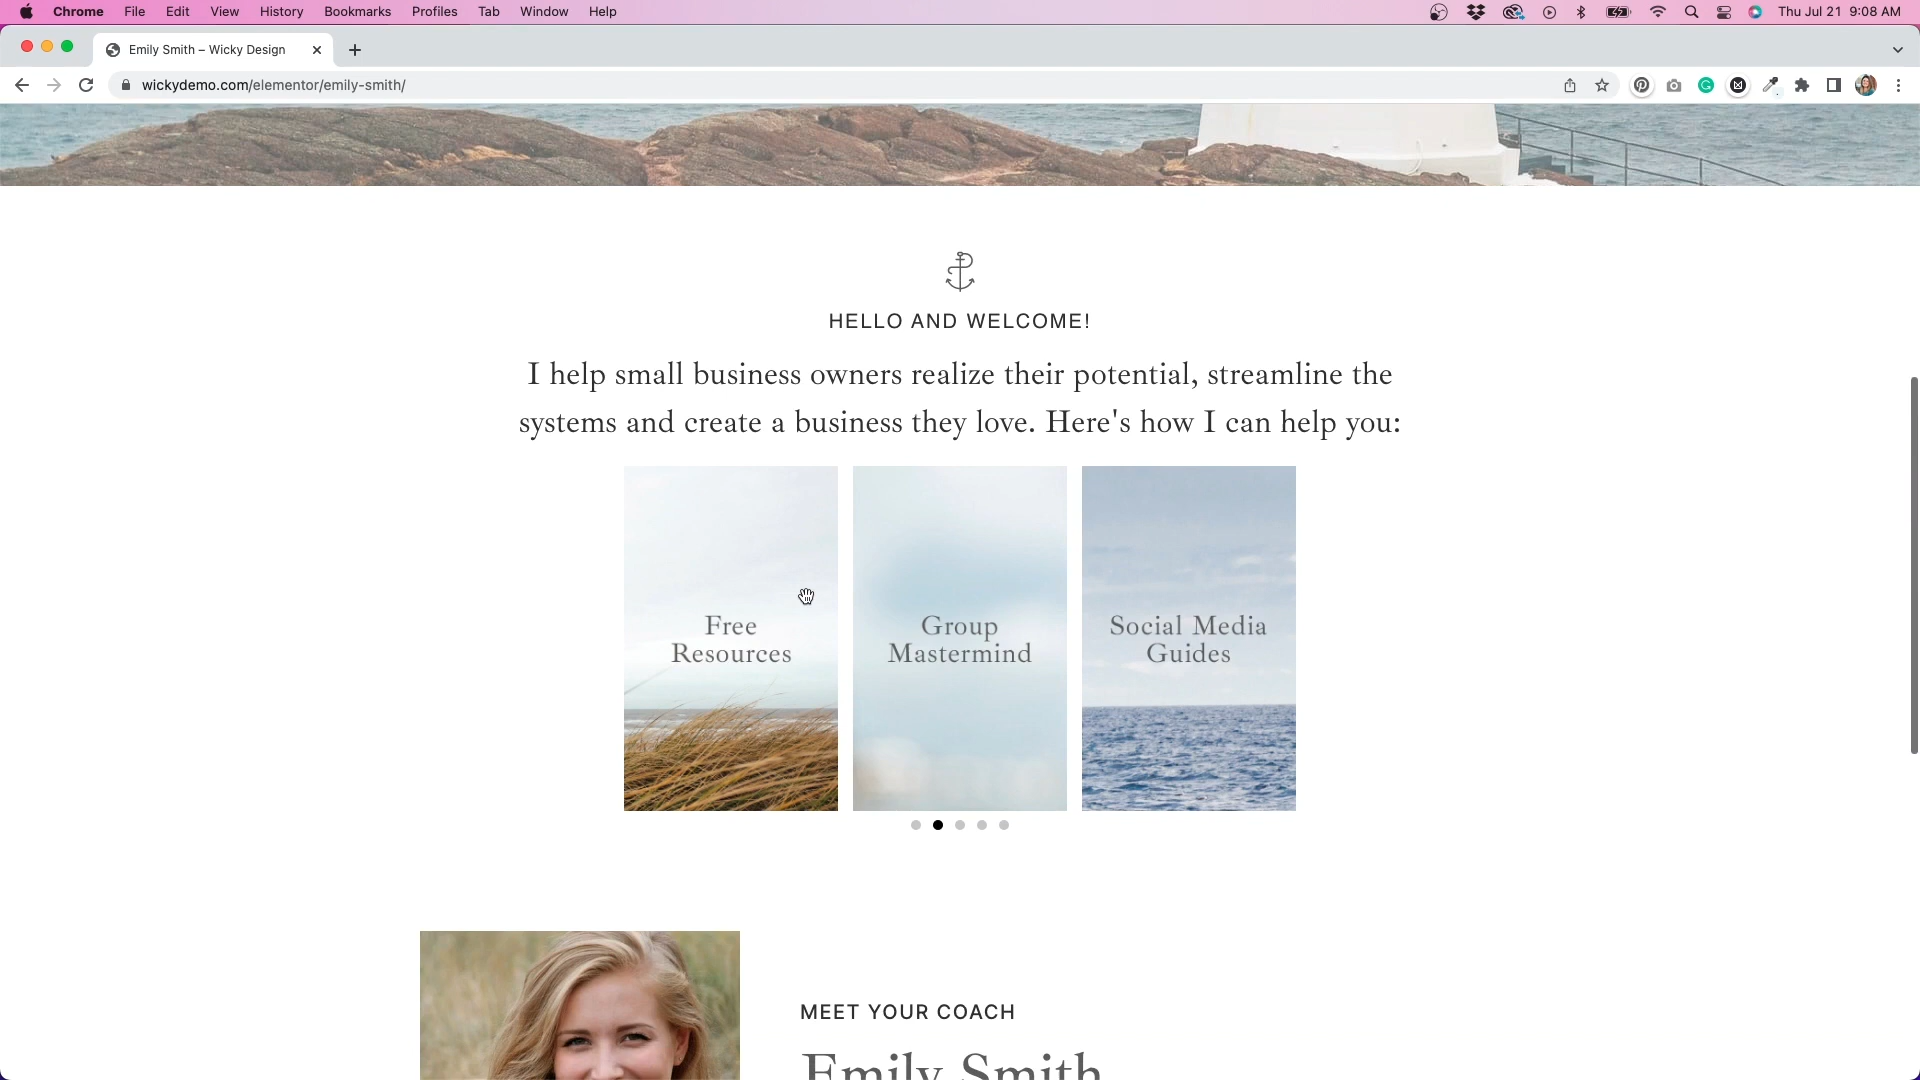 Chrome File Edit View History Bookmarks Profiles Tab Window Help Thu Jul 21 9:08 AM
Emily Smith – Wicky Design
wickydemo.com/elementor/emily-smith/
HELLO AND WELCOME!
I help small business owners realize their potential, streamline the
systems and create a business they love. Here's how I can help you:
Free
Resources
Group
Mastermind
Social Media
Guides
MEET YOUR COACH
Emily Smith